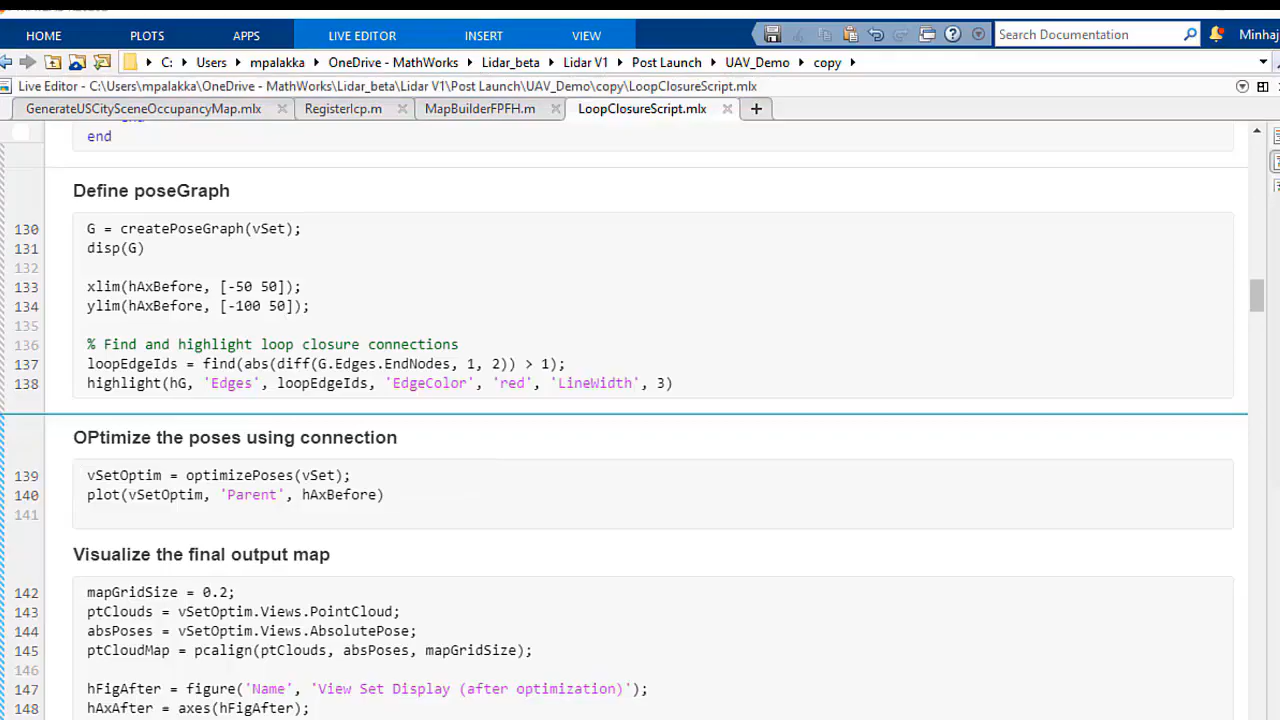 HOME PLOTS APPS LIVE EDITOR INSERT VIEW Search Documentation Minhaj
C: Users mpalakka OneDrive - MathWorks Lidar_beta Lidar V1 Post Launch UAV_Demo copy
Live Editor - C:\Users\mpalakka\OneDrive - MathWorks\Lidar_beta\Lidar V1\Post Launch\UAV_Demo\copy\LoopClosureScript.mlx
GenerateUSCitySceneOccupancyMap.mlx RegisterIcp.m MapBuilderFPFH.m LoopClosureScript.mlx
end
Define poseGraph
130 G = createPoseGraph(vSet);
131 disp(G)
132
133 xlim(hAxBefore, [-50 50]);
134 ylim(hAxBefore, [-100 50]);
135
136 % Find and highlight loop closure connections
137 loopEdgeIds = find(abs(diff(G.Edges.EndNodes, 1, 2)) > 1);
138 highlight(hG, 'Edges', loopEdgeIds, 'EdgeColor', 'red', 'LineWidth', 3)
OPtimize the poses using connection
139 vSetOptim = optimizePoses(vSet);
140 plot(vSetOptim, 'Parent', hAxBefore)
141
Visualize the final output map
142 mapGridSize = 0.2;
143 ptClouds = vSetOptim.Views.PointCloud;
144 absPoses = vSetOptim.Views.AbsolutePose;
145 ptCloudMap = pcalign(ptClouds, absPoses, mapGridSize);
146
147 hFigAfter = figure('Name', 'View Set Display (after optimization)');
148 hAxAfter = axes(hFigAfter);